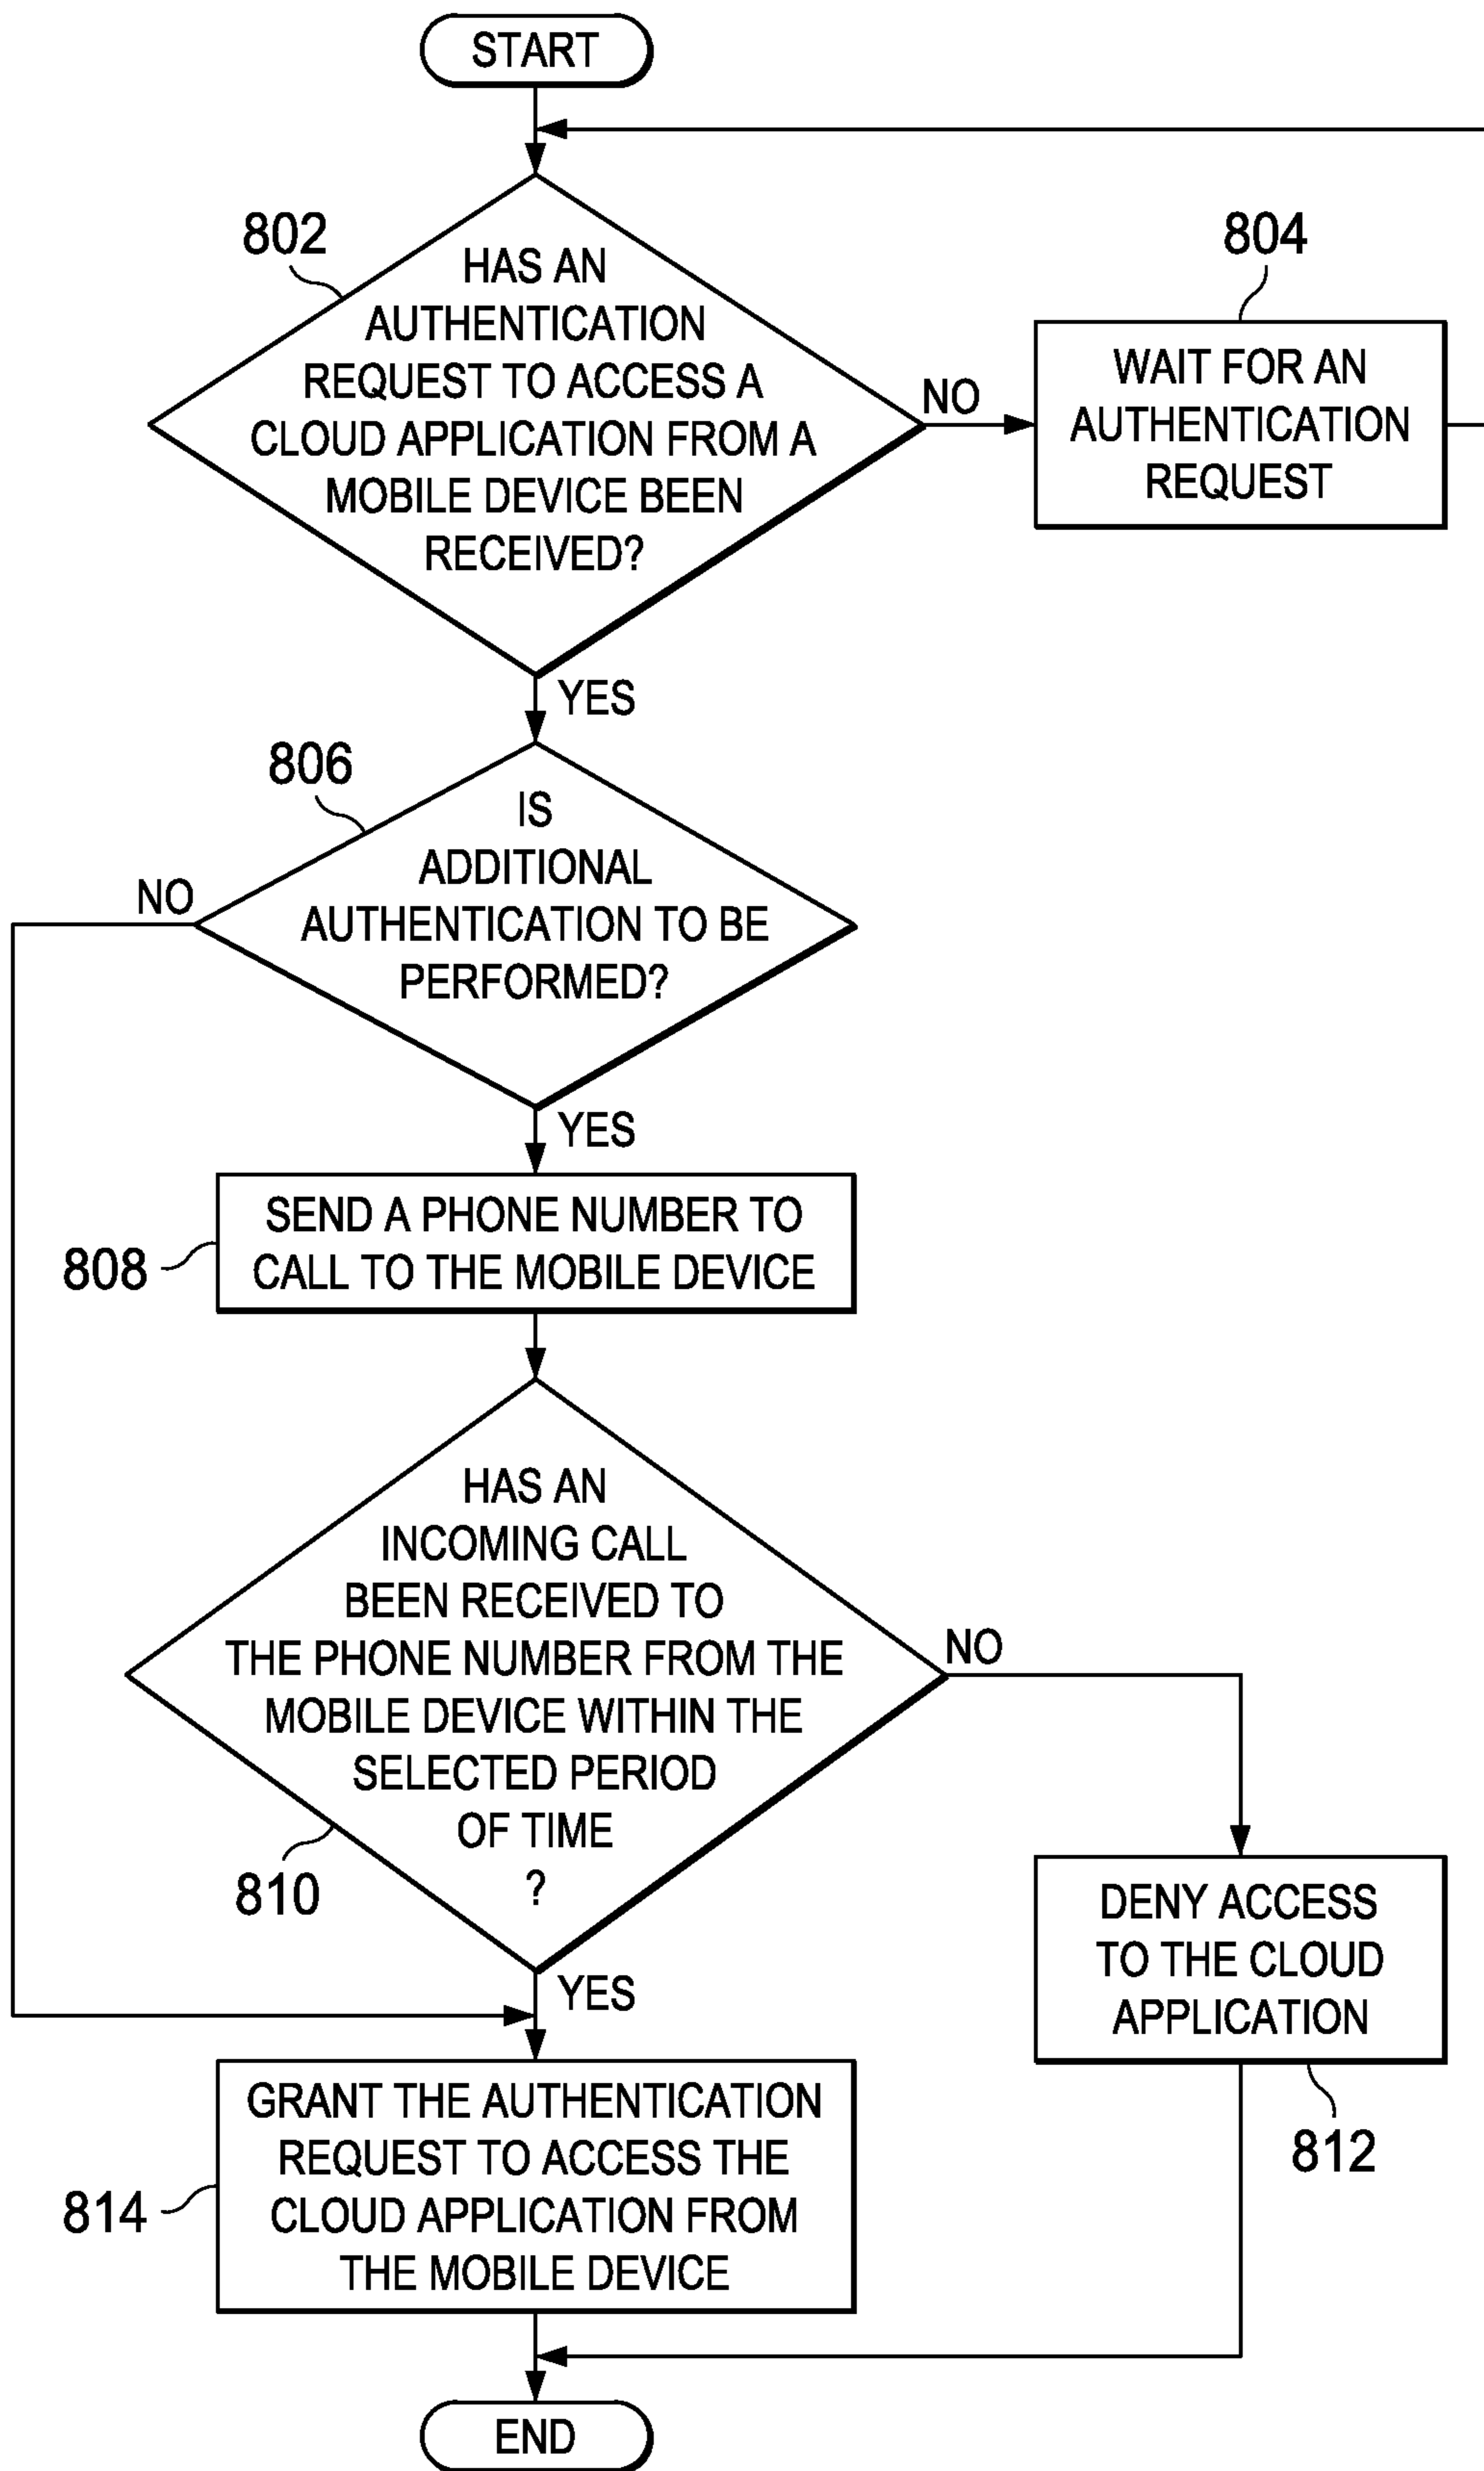 START
802
HAS AN
AUTHENTICATION
REQUEST TO ACCESS A
CLOUD APPLICATION FROM A
MOBILE DEVICE BEEN
RECEIVED?
NO
804
WAIT FOR AN
AUTHENTICATION
REQUEST
YES
806
IS
ADDITIONAL
AUTHENTICATION TO BE
PERFORMED?
NO
YES
808
SEND A PHONE NUMBER TO
CALL TO THE MOBILE DEVICE
HAS AN
INCOMING CALL
BEEN RECEIVED TO
THE PHONE NUMBER FROM THE
MOBILE DEVICE WITHIN THE
SELECTED PERIOD
OF TIME
?
810
NO
YES
DENY ACCESS
TO THE CLOUD
APPLICATION
812
GRANT THE AUTHENTICATION
REQUEST TO ACCESS THE
CLOUD APPLICATION FROM
THE MOBILE DEVICE
814
END